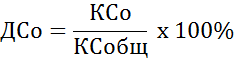 ДСо = КСо / КСобщ х 100%